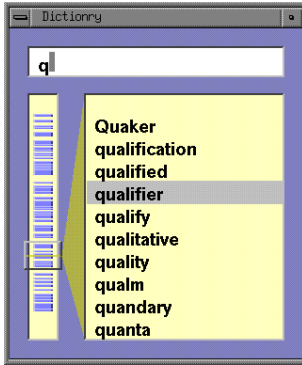 Dictionry
q
Quaker
qualification
qualified
qualifier
qualify
qualitative
quality
qualm
quandary
quanta